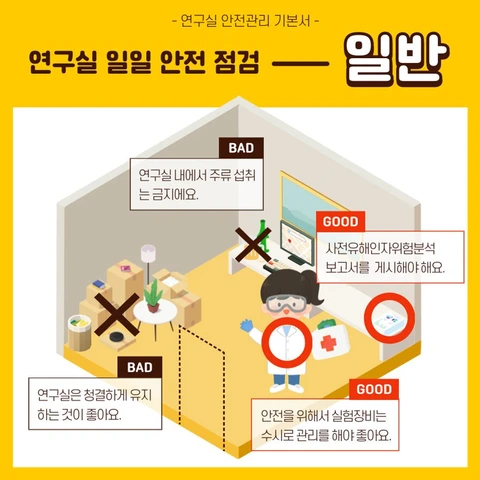 - 연구실 안전관리 기본서 -
연구실 일일 안전 점검 — 일반
BAD
연구실 내에서 주류 섭취
는 금지에요.
GOOD
사전유해인자위험분석
보고서를 게시해야 해요.
BAD
연구실은 청결하게 유지
하는 것이 좋아요.
GOOD
안전을 위해서 실험장비는
수시로 관리를 해야 좋아요.